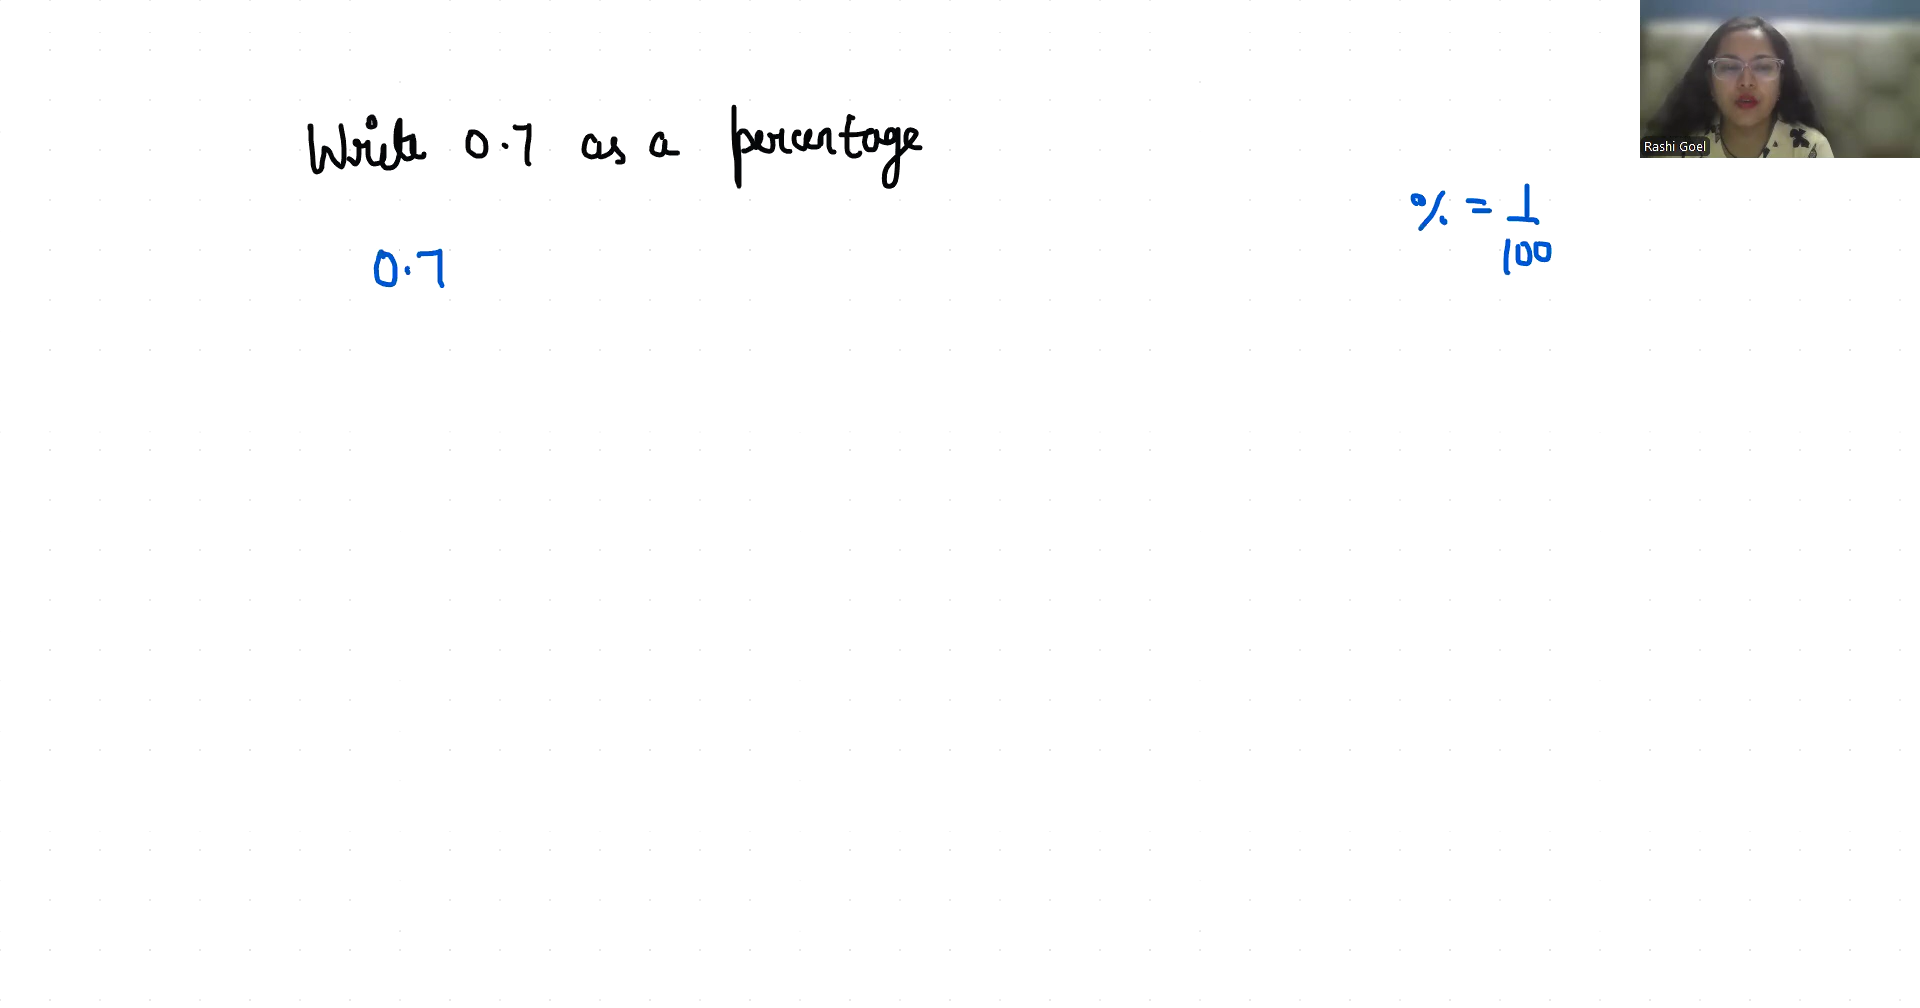 Write 0.7 as a percentage
Rashi Goel
% = 1/100
0.7